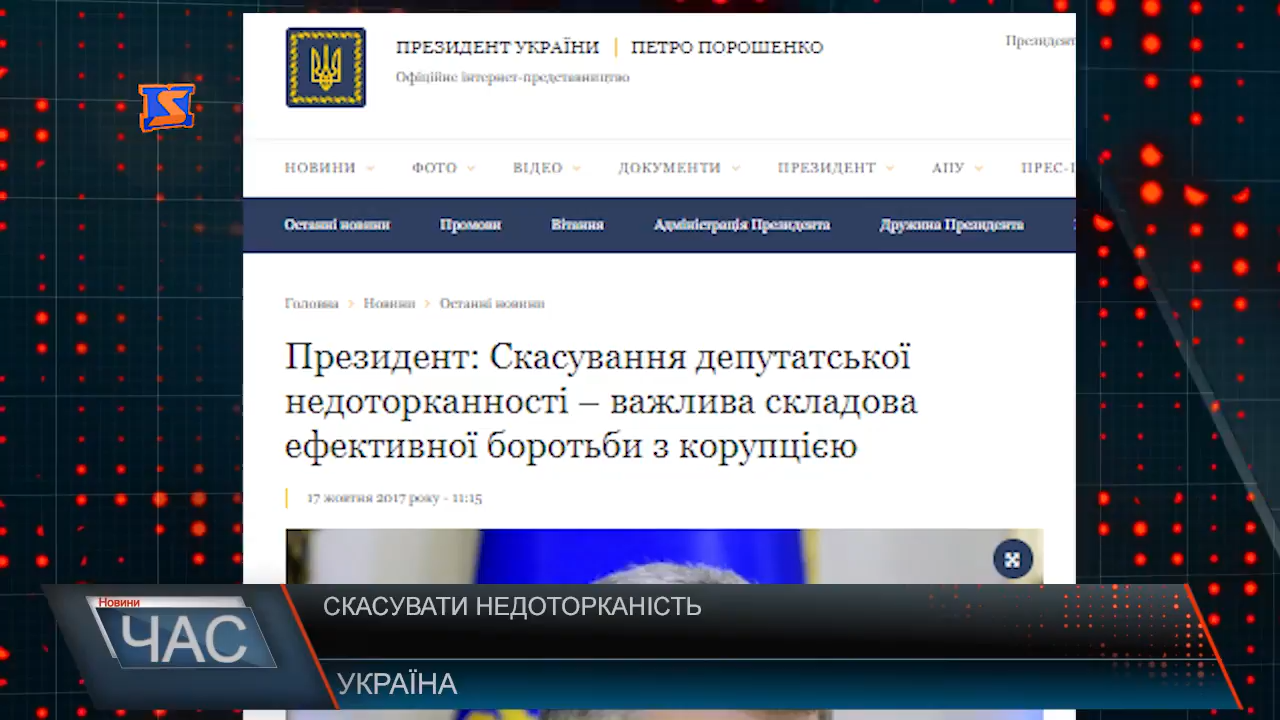 ПРЕЗИДЕНТ УКРАЇНИ | ПЕТРО ПОРОШЕНКО
Президент
Офіційне інтернет-представництво
НОВИНИ ФОТО ВІДЕО ДОКУМЕНТИ ПРЕЗИДЕНТ АПУ ПРЕС-
Останні новини Промови Вітання Адміністрація Президента Дружина Президента
Головна > Новини > Останні новини
Президент: Скасування депутатської
недоторканності – важлива складова
ефективної боротьби з корупцією
17 жовтня 2017 року - 11:15
Новини
ЧАС
СКАСУВАТИ НЕДОТОРКАНІСТЬ
УКРАЇНА